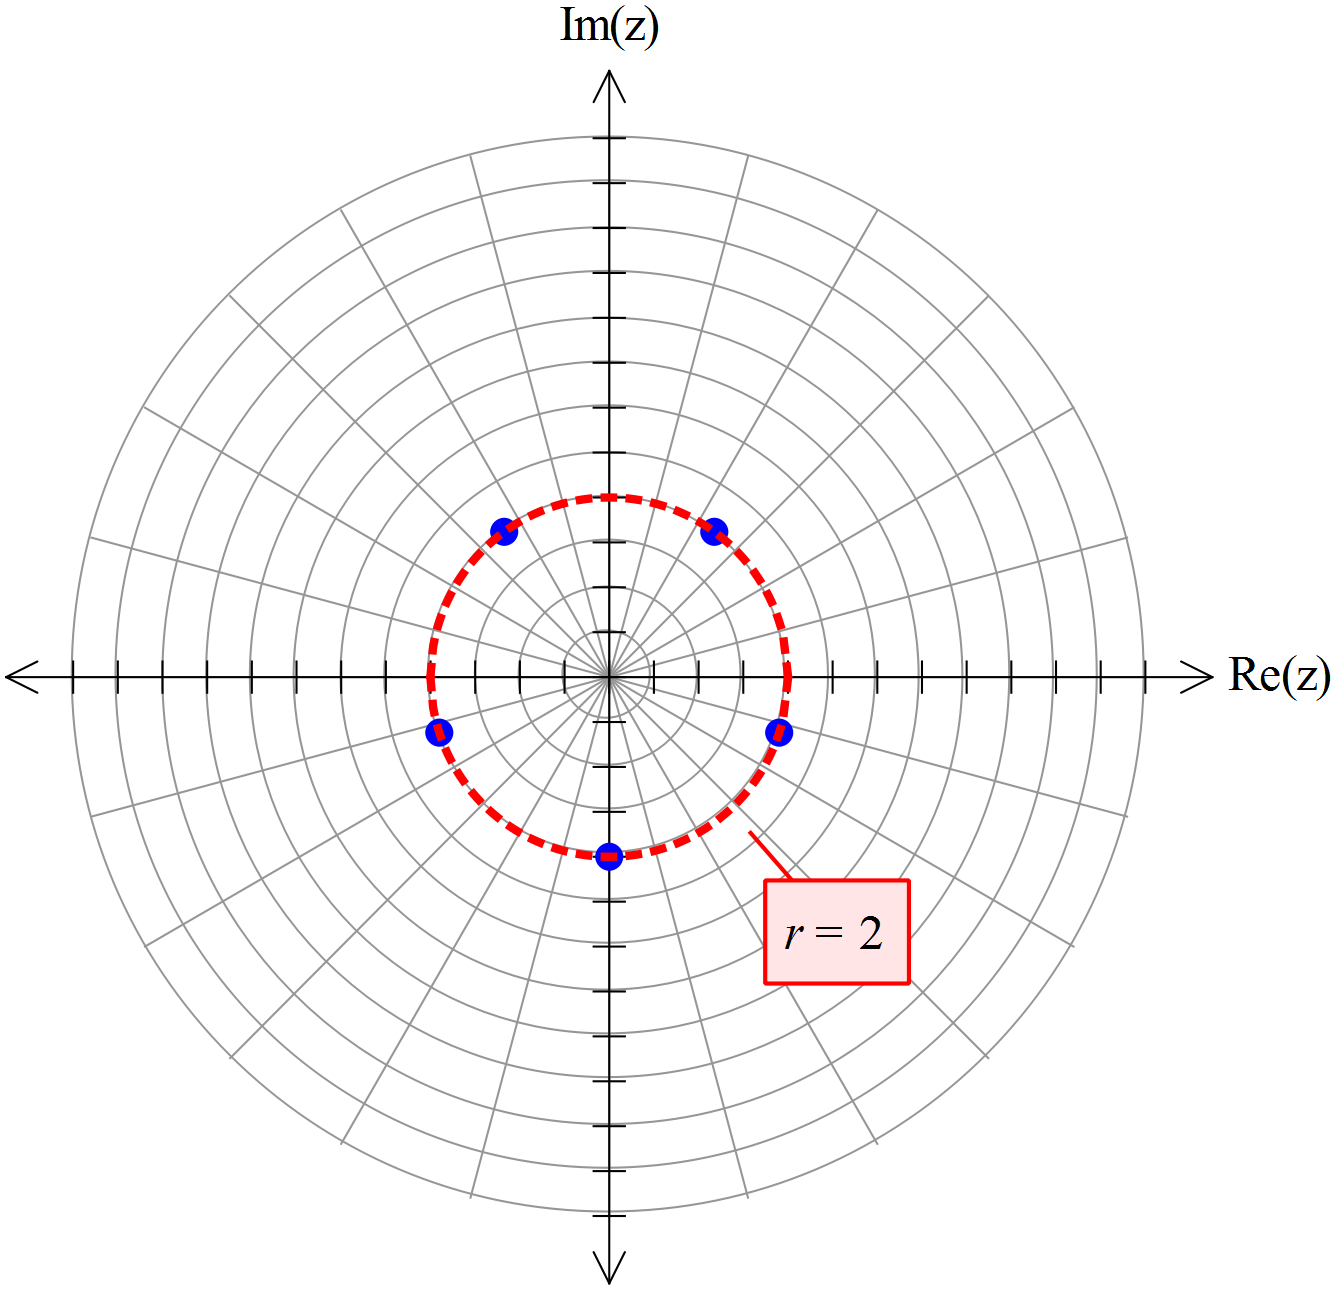 Im(z)
Re(z)
r = 2